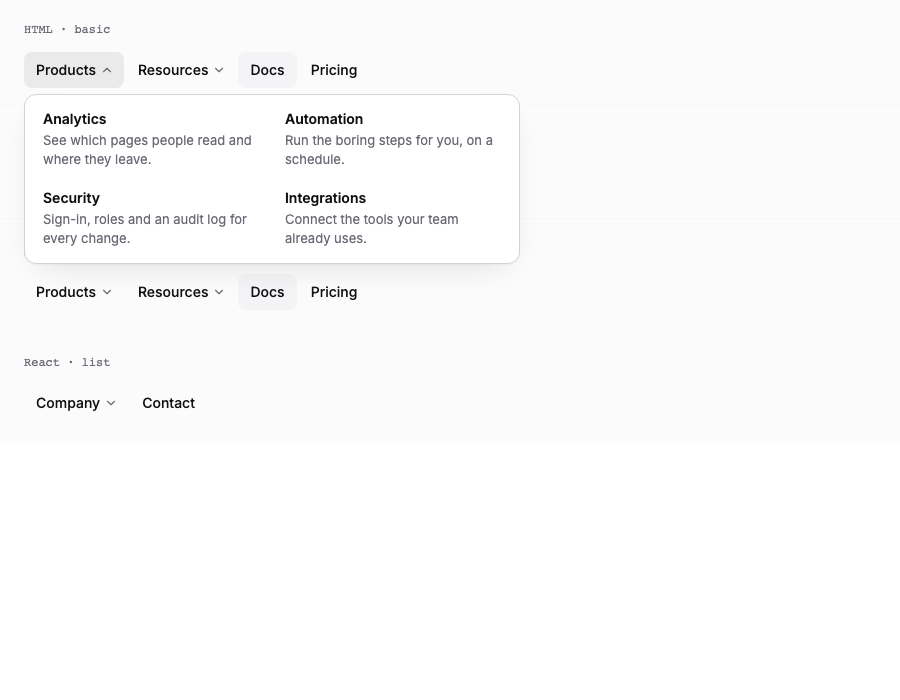 HTML · basic
Products Resources Docs Pricing
Analytics
See which pages people read and
where they leave.
Automation
Run the boring steps for you, on a
schedule.
Security
Sign-in, roles and an audit log for
every change.
Integrations
Connect the tools your team
already uses.
Products Resources Docs Pricing
React · list
Company Contact